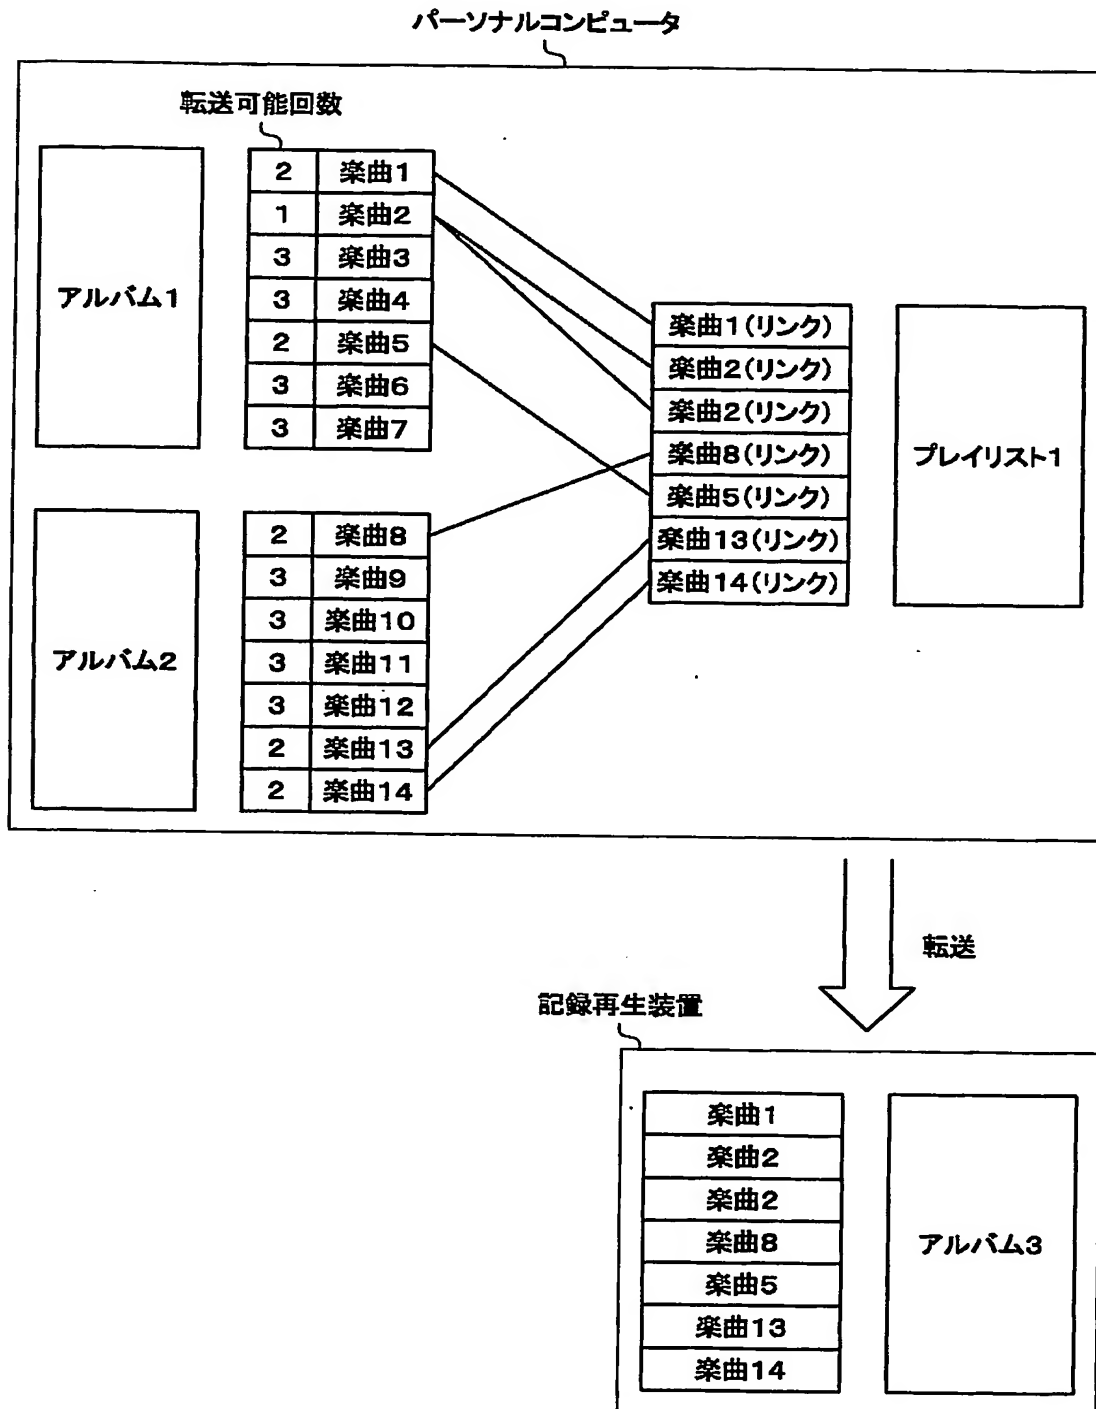 パーソナルコンピュータ
転送可能回数
アルバム1
2 楽曲1
1 楽曲2
3 楽曲3
3 楽曲4
2 楽曲5
3 楽曲6
3 楽曲7
アルバム2
2 楽曲8
3 楽曲9
3 楽曲10
3 楽曲11
3 楽曲12
2 楽曲13
2 楽曲14
楽曲1(リンク)
楽曲2(リンク)
楽曲2(リンク)
楽曲8(リンク)
楽曲5(リンク)
楽曲13(リンク)
楽曲14(リンク)
プレイリスト1
転送
記録再生装置
楽曲1
楽曲2
楽曲2
楽曲8
楽曲5
楽曲13
楽曲14
アルバム3